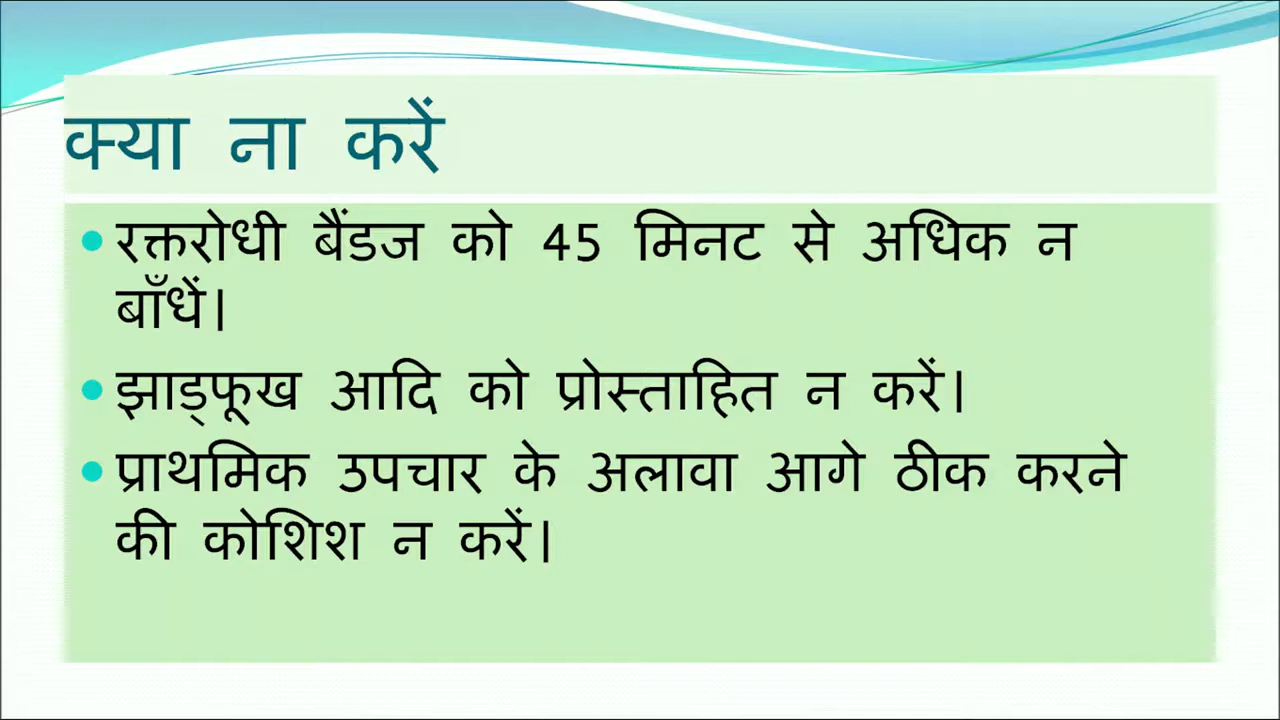 क्या ना करें
• रक्तरोधी बैंडज को 45 मिनट से अधिक न
बाँधें।
• झाड्फूख आदि को प्रोस्ताहित न करें।
• प्राथमिक उपचार के अलावा आगे ठीक करने
की कोशिश न करें।